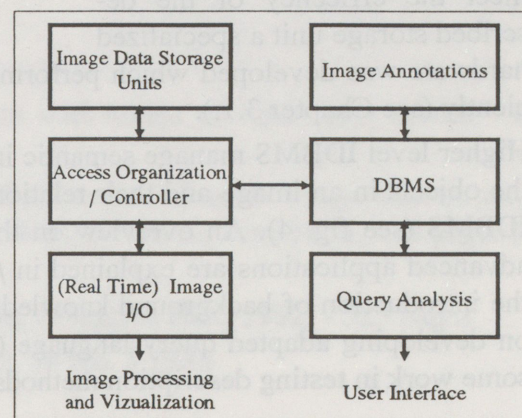 Image Data Storage
Units
Image Annotations
Access Organization
/ Controller
DBMS
(Real Time) Image
I/O
Query Analysis
Image Processing
and Vizualization
User Interface